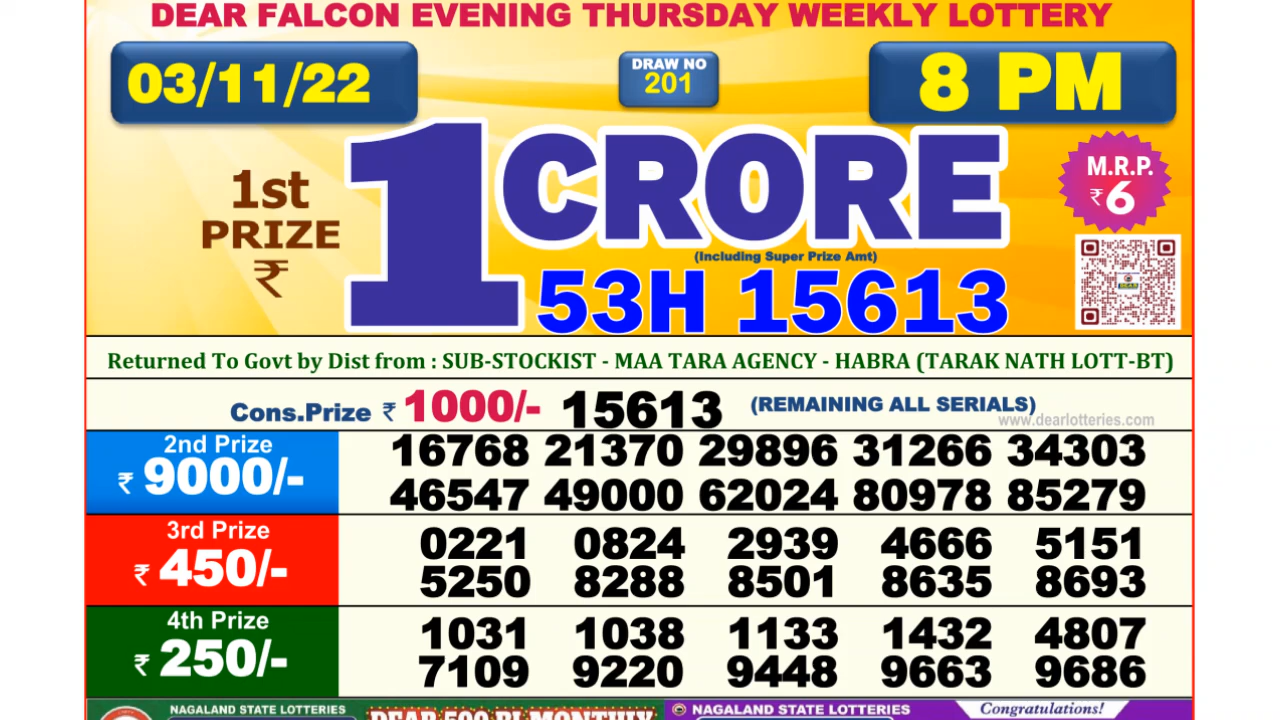 DEAR FALCON EVENING THURSDAY WEEKLY LOTTERY
03/11/22
DRAW NO
201
8 PM
1st
PRIZE
₹
1 CRORE
(Including Super Prize Amt)
53H 15613
M.R.P.
₹6
DEAR
Returned To Govt by Dist from : SUB-STOCKIST - MAA TARA AGENCY - HABRA (TARAK NATH LOTT-BT)
Cons.Prize ₹ 1000/- 15613 (REMAINING ALL SERIALS)
www.dearlotteries.com
2nd Prize
₹ 9000/-
16768 21370 29896 31266 34303
46547 49000 62024 80978 85279
3rd Prize
₹ 450/-
0221 0824 2939 4666 5151
5250 8288 8501 8635 8693
4th Prize
₹ 250/-
1031 1038 1133 1432 4807
7109 9220 9448 9663 9686
NAGALAND STATE LOTTERIES
DEAR 500 BI-MONTHLY
NAGALAND STATE LOTTERIES
Congratulations!